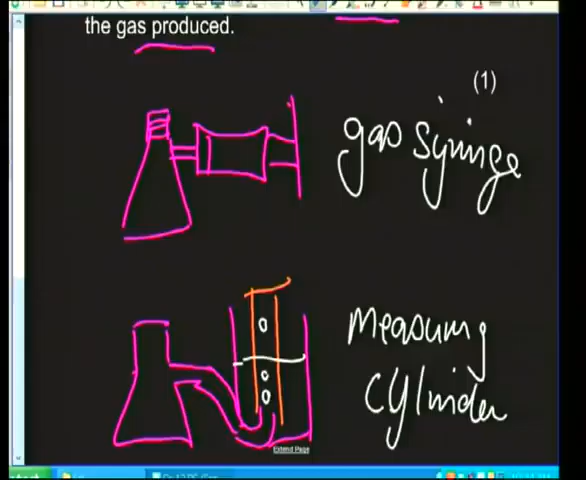 the gas produced.
(1)
gas syringe
Measuring
cylinder
Extend Page